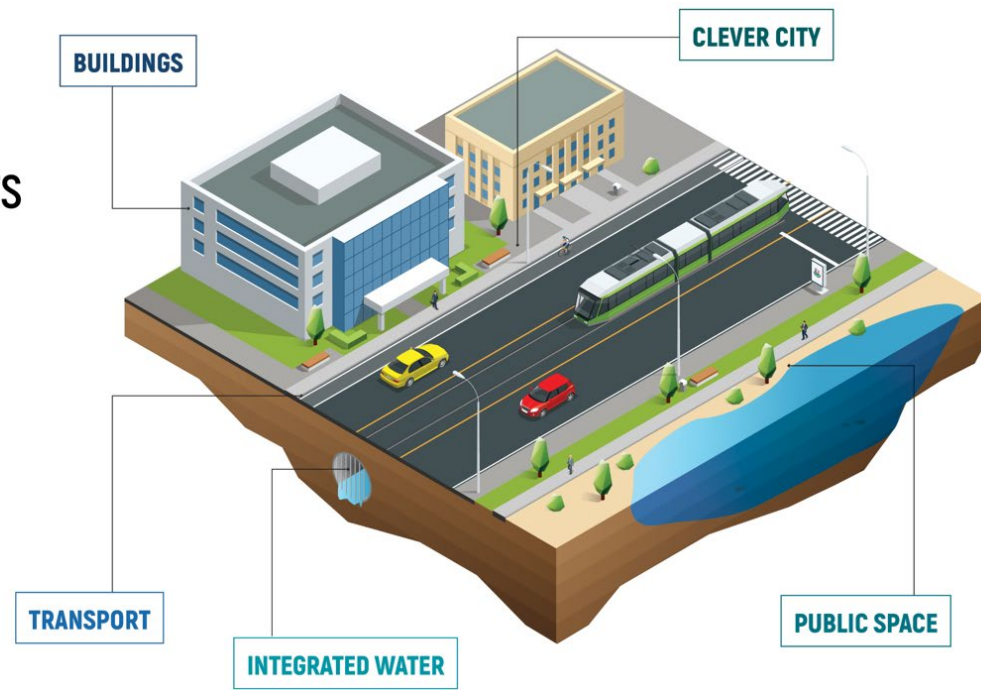 CLEVER CITY
BUILDINGS
S
TRANSPORT
PUBLIC SPACE
INTEGRATED WATER